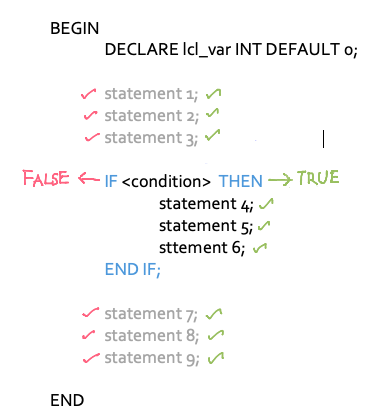 BEGIN
DECLARE lcl_var INT DEFAULT 0;
statement 1;
statement 2;
statement 3;
FALSE IF <condition> THEN TRUE
statement 4;
statement 5;
sttement 6;
END IF;
statement 7;
statement 8;
statement 9;
END